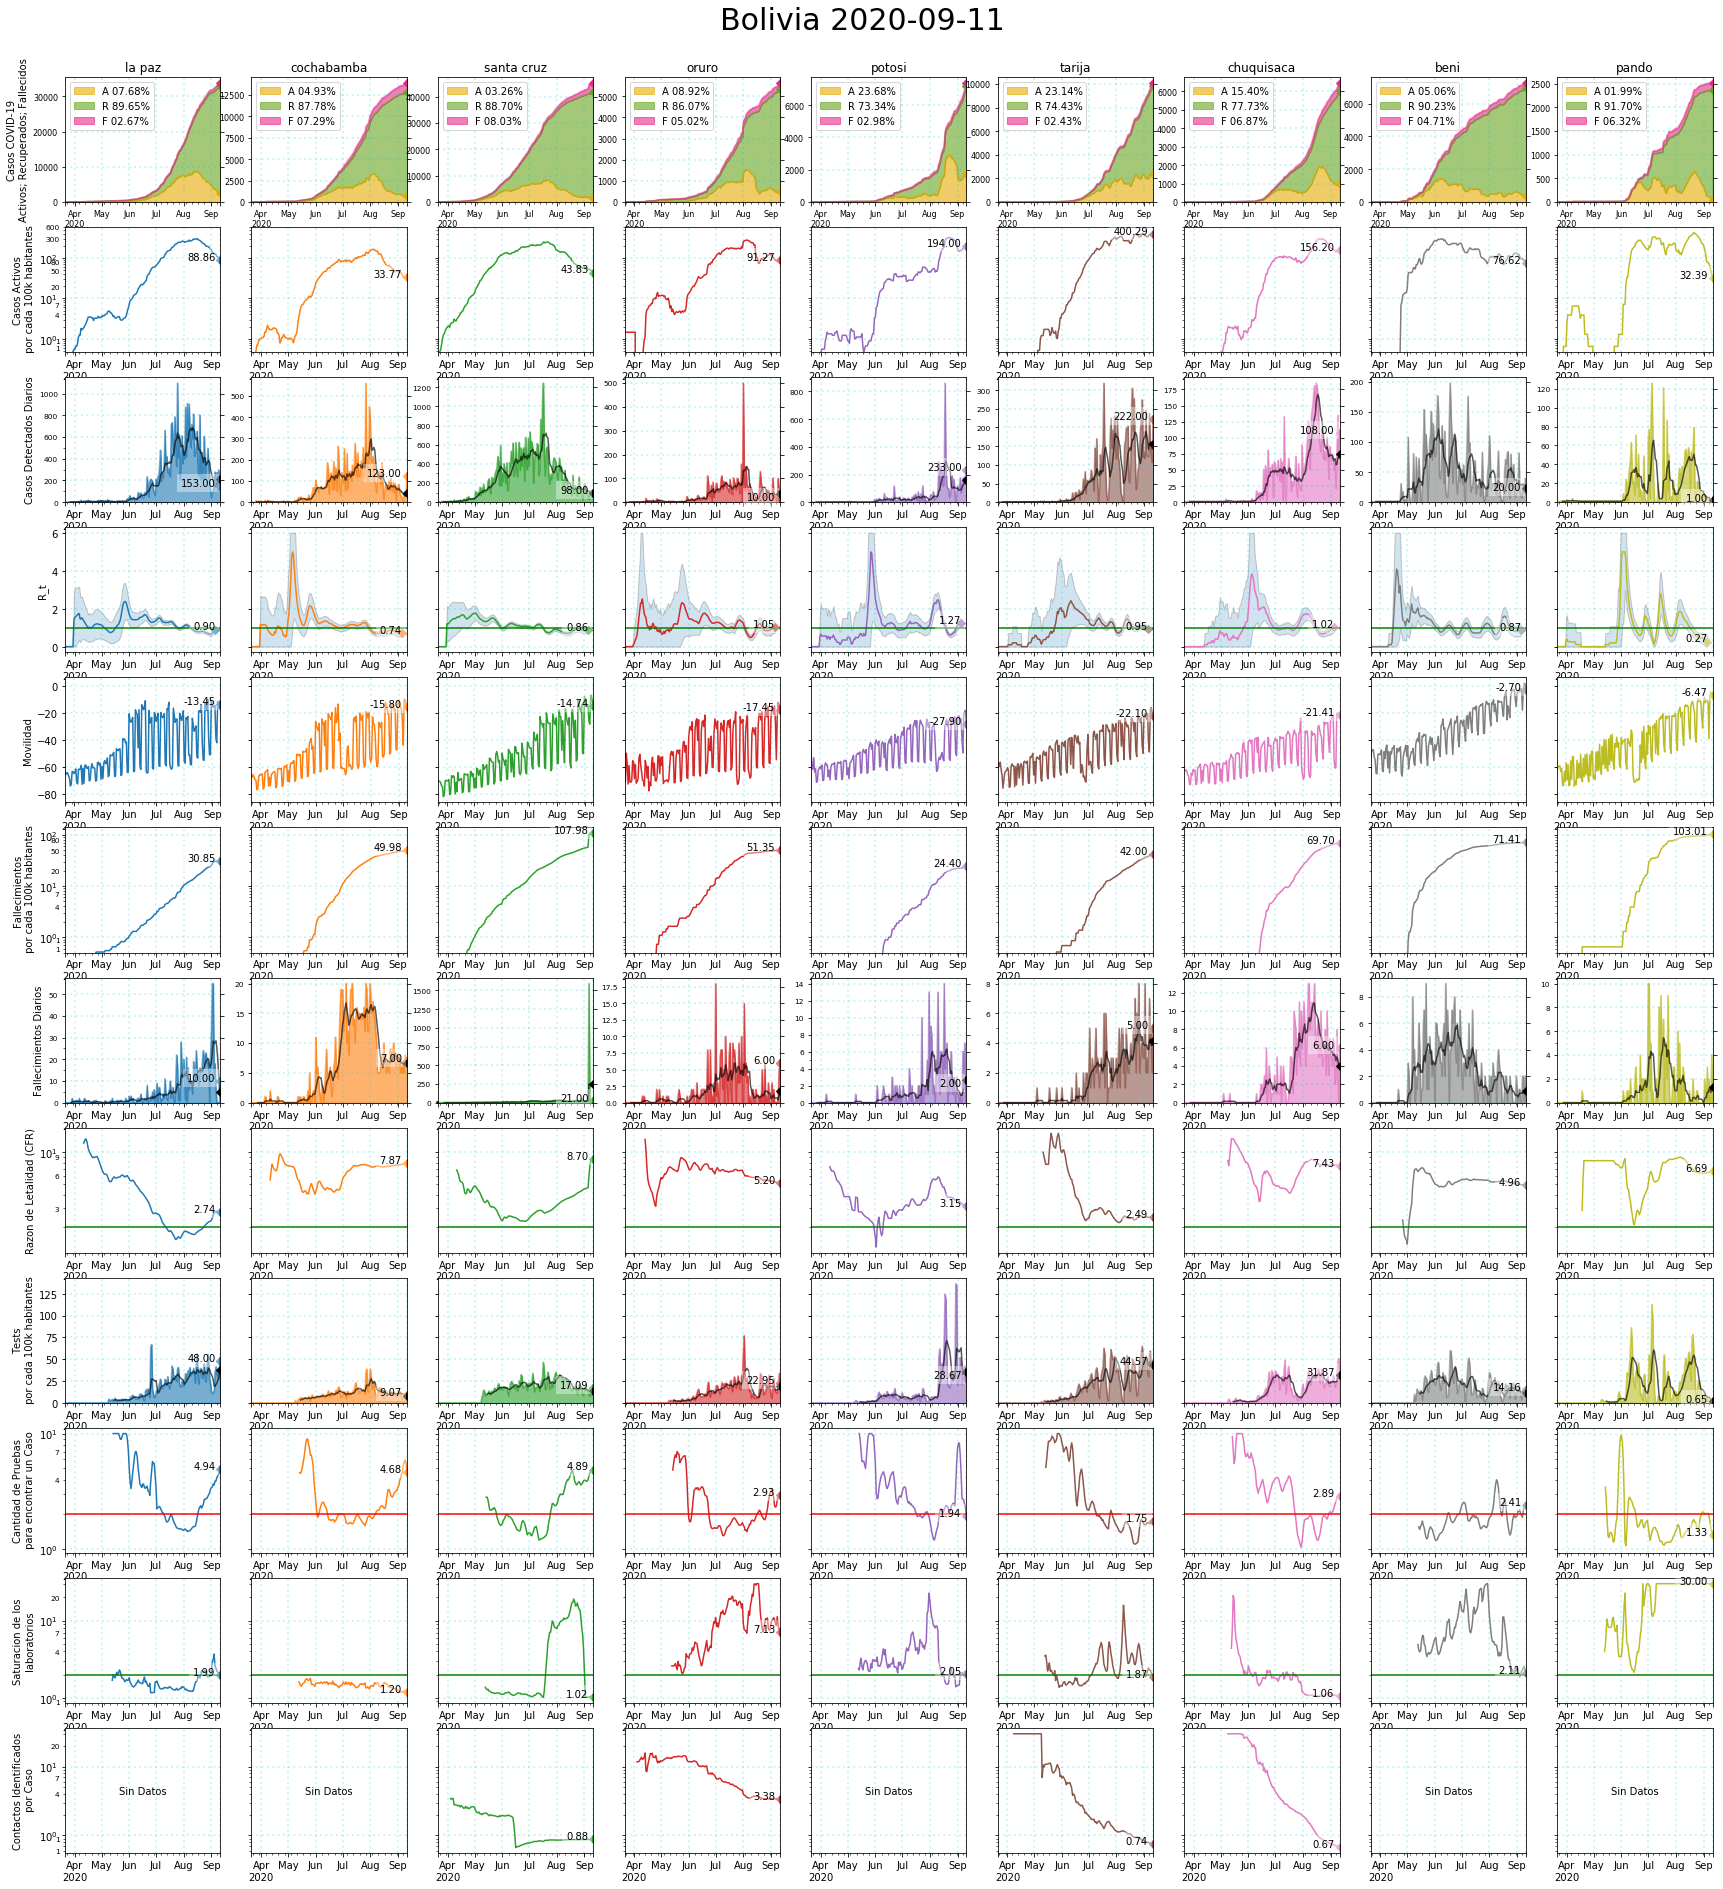 Bolivia 2020-09-11
la paz
cochabamba
santa cruz
oruro
potosi
tarija
chuquisaca
beni
pando
Casos COVID-19
Activos; Recuperados; Fallecidos
A 07.68%
R 89.65%
F 02.67%
A 04.93%
R 87.78%
F 07.29%
A 03.26%
R 88.70%
F 08.03%
A 08.92%
R 86.07%
F 05.02%
A 23.68%
R 73.34%
F 02.98%
A 23.14%
R 74.43%
F 02.43%
A 15.40%
R 77.73%
F 06.87%
A 05.06%
R 90.23%
F 04.71%
A 01.99%
R 91.70%
F 06.32%
Apr May Jun Jul Aug Sep
2020
Casos Activos
por cada 100k habitantes
88.86
33.77
43.83
91.27
194.00
400.29
156.20
76.62
32.39
Casos Detectados Diarios
153.00
123.00
98.00
10.00
233.00
222.00
108.00
20.00
1.00
R_t
0.90
0.74
0.86
1.05
1.27
0.95
1.02
0.87
0.27
Movilidad
-13.45
-15.80
-14.74
-17.45
-27.90
-22.10
-21.41
-2.70
-6.47
Fallecimientos
por cada 100k habitantes
30.85
49.98
107.98
51.35
24.40
42.00
69.70
71.41
103.01
Fallecimientos Diarios
10.00
7.00
21.00
6.00
2.00
5.00
6.00
Razon de Letalidad (CFR)
2.74
7.87
8.70
5.20
3.15
2.49
7.43
4.96
6.69
Tests
por cada 100k habitantes
48.00
9.07
17.09
22.95
28.67
44.57
31.87
14.16
0.65
Cantidad de Pruebas
para encontrar un Caso
4.94
4.68
4.89
2.93
1.94
1.75
2.89
2.41
1.33
Saturacion de los
laboratorios
1.99
1.20
1.02
7.13
2.05
1.87
1.06
2.11
30.00
Contactos Identificados
por Caso
Sin Datos
Sin Datos
0.88
3.38
Sin Datos
0.74
0.67
Sin Datos
Sin Datos
Apr May Jun Jul Aug Sep
2020